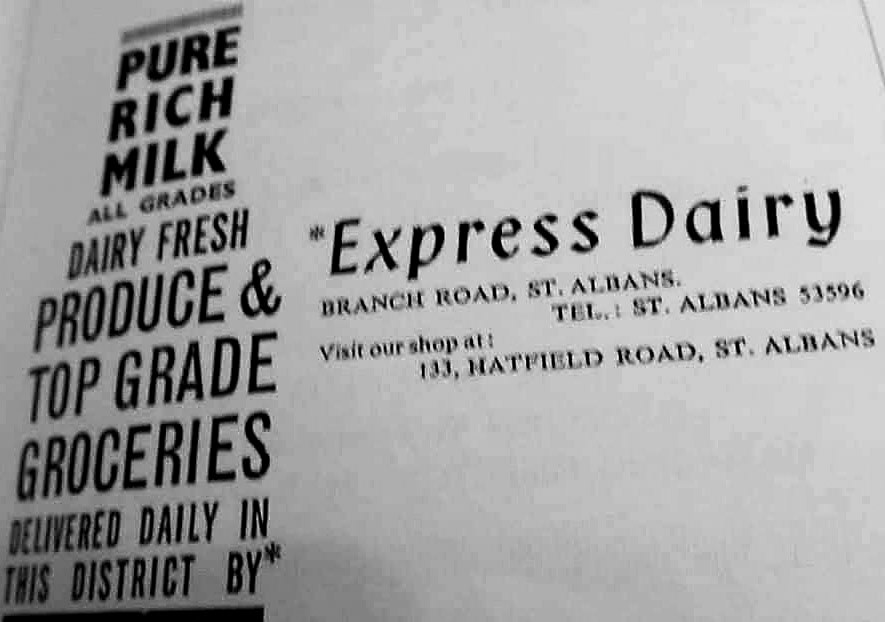 PURE
RICH
MILK
ALL GRADES
DAIRY FRESH
PRODUCE &
TOP GRADE
GROCERIES
DELIVERED DAILY IN
THIS DISTRICT BY*
*Express Dairy
BRANCH ROAD, ST. ALBANS.
TEL.: ST. ALBANS 53596
Visit our shop at:
133, HATFIELD ROAD, ST. ALBANS